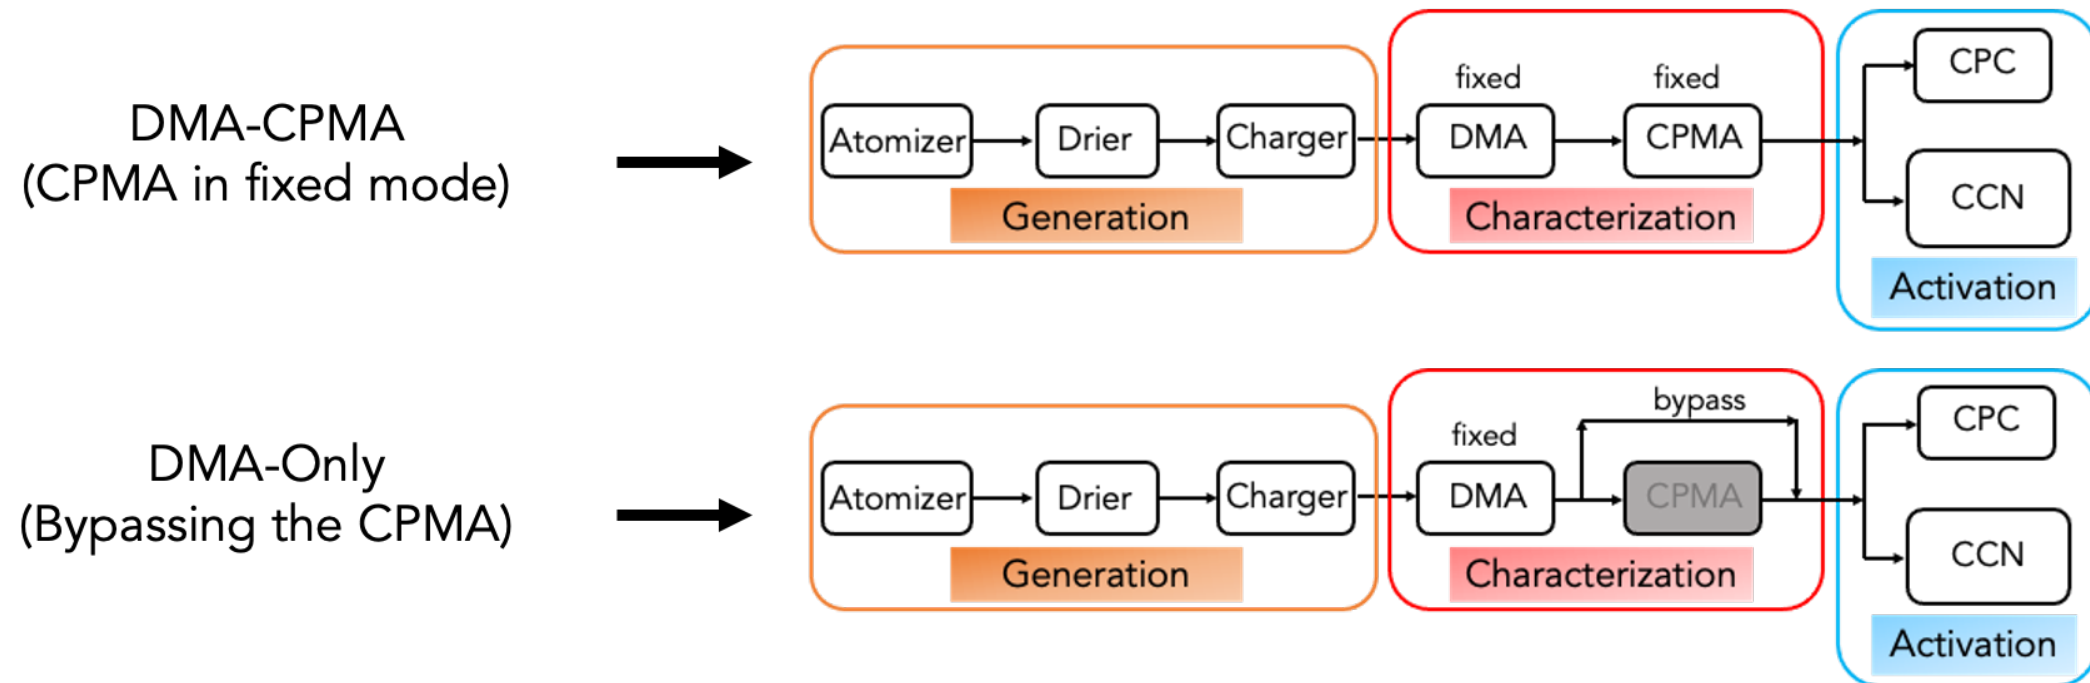 DMA-CPMA
(CPMA in fixed mode)
Atomizer
Drier
Charger
Generation
fixed
DMA
fixed
CPMA
Characterization
CPC
CCN
Activation
DMA-Only
(Bypassing the CPMA)
Atomizer
Drier
Charger
Generation
fixed
DMA
bypass
CPMA
Characterization
CPC
CCN
Activation